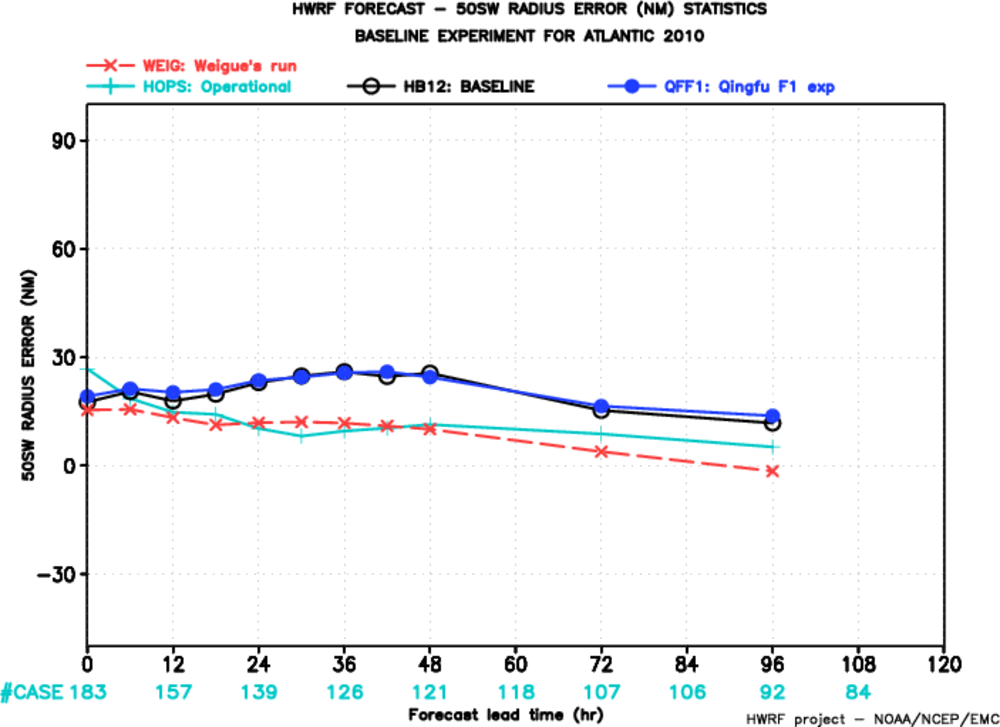 HWRF FORECAST – 50SW RADIUS ERROR (NM) STATISTICS
BASELINE EXPERIMENT FOR ATLANTIC 2010
WEIG: Weigue's run
HOPS: Operational HB12: BASELINE QFF1: Qingfu F1 exp
50SW RADIUS ERROR (NM)
90
60
30
0
−30
0 12 24 36 48 60 72 84 96 108 120
#CASE 183 157 139 126 121 118 107 106 92 84
Forecast lead time (hr)
HWRF project – NOAA/NCEP/EMC